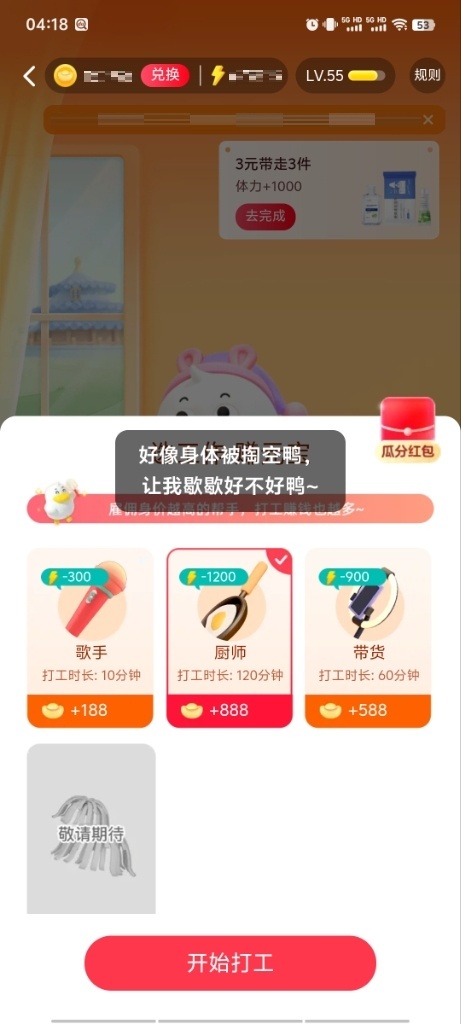 04:18
5G HD 5G HD 53
兑换 LV.55 规则
3元带走3件
体力+1000
去完成
瓜分红包
好像身体被掏空鸭,
让我歇歇好不好鸭~
雇佣身价越高的帮手，打工赚钱也越多~
-300 -1200 -900
歌手 厨师 带货
打工时长: 10分钟 打工时长: 120分钟 打工时长: 60分钟
+188 +888 +588
敬请期待
开始打工